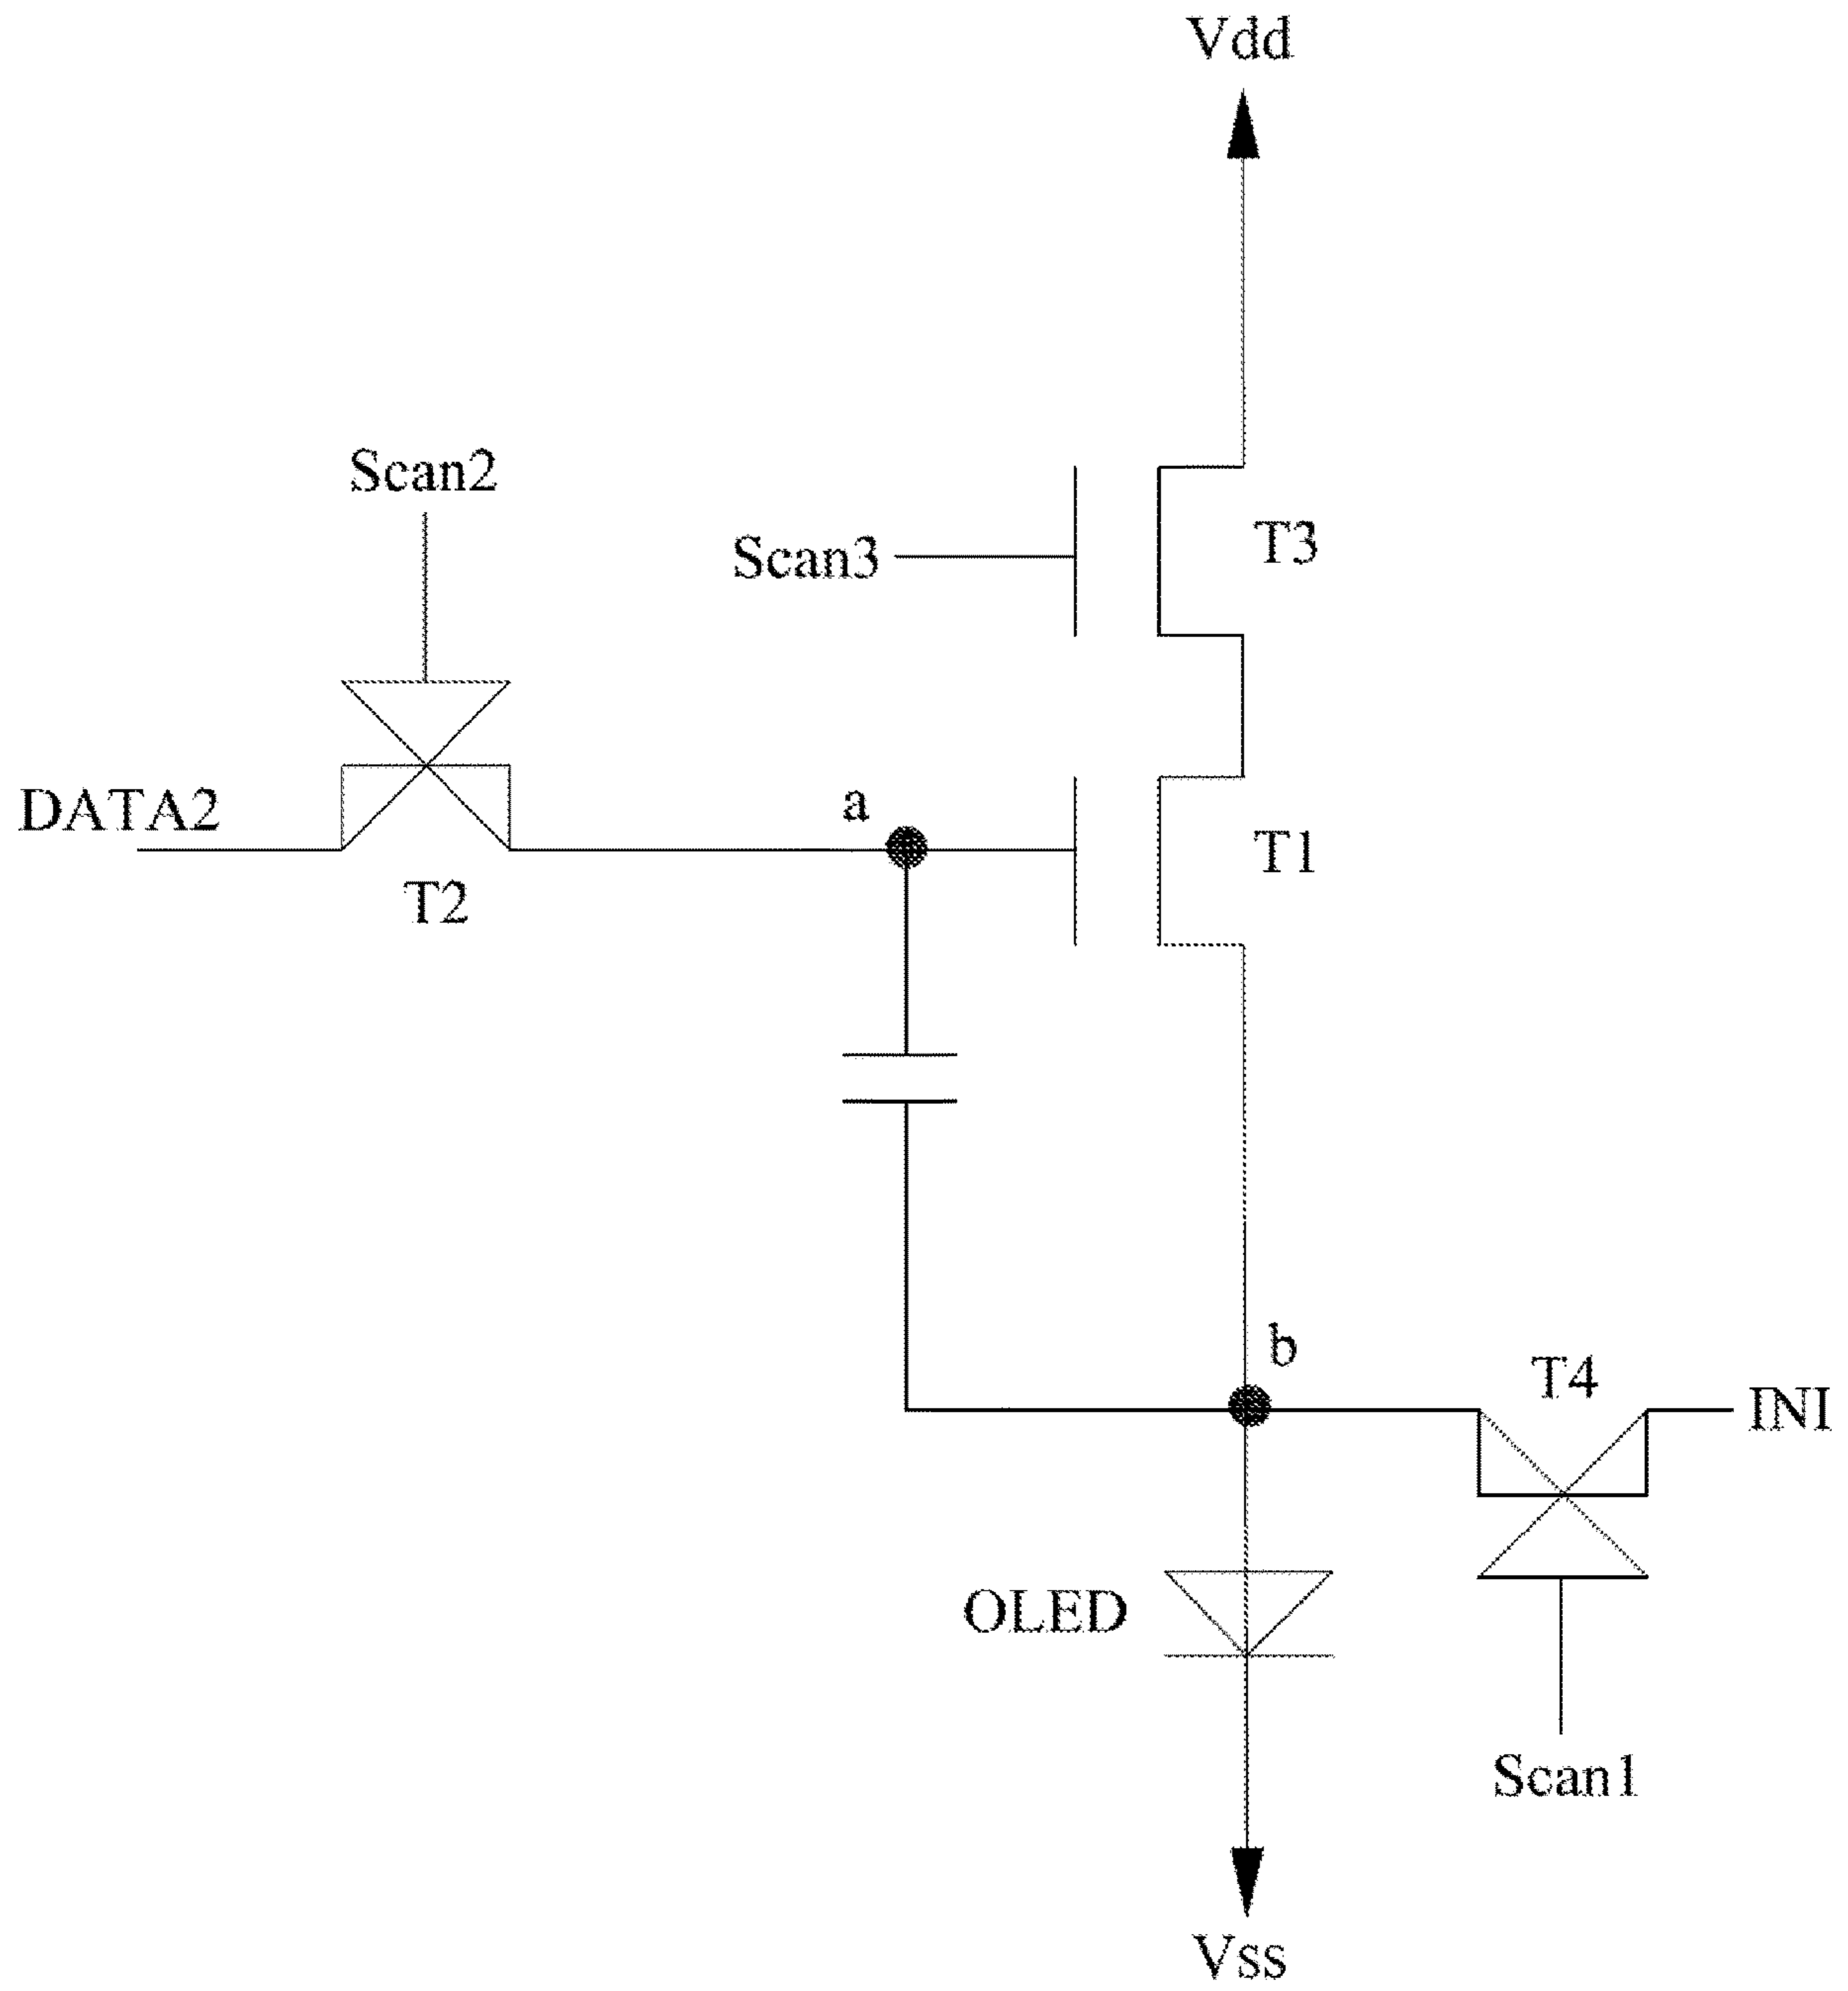 Vdd
Scan2
Scan3
T3
DATA2
a
T1
T2
b
T4
INI
OLED
Scan1
Vss